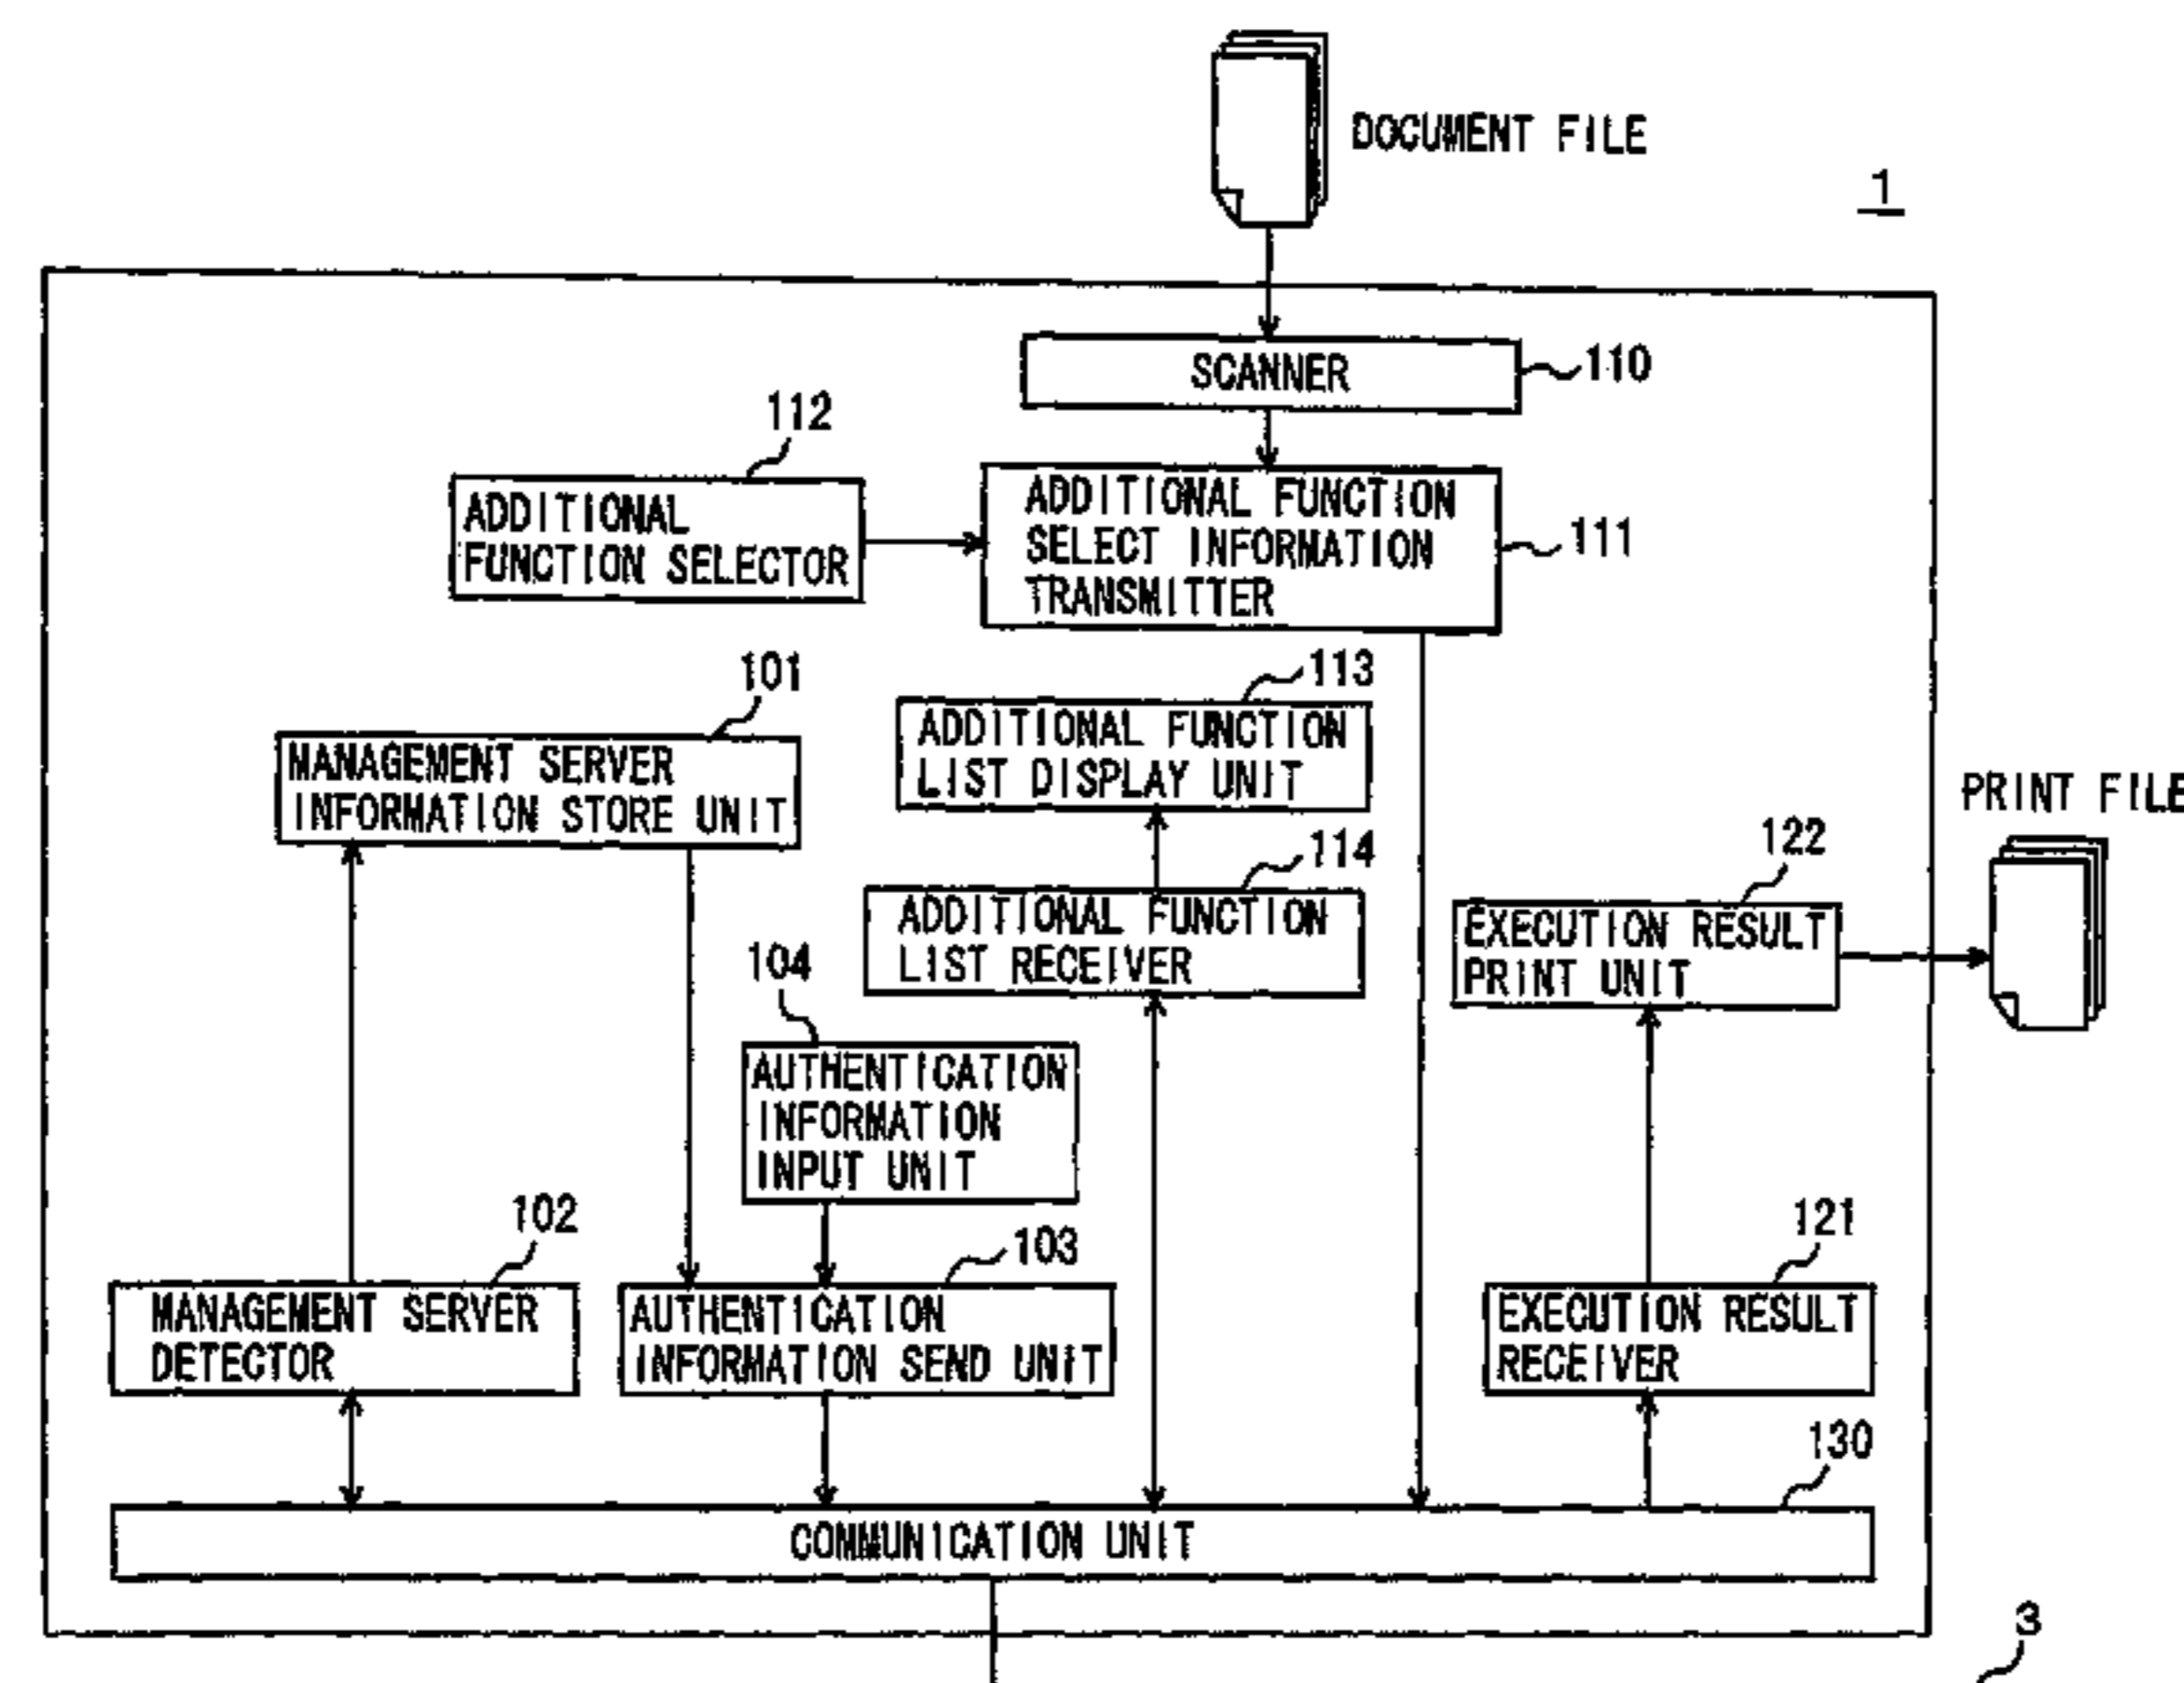 DOCUMENT FILE
1
SCANNER
110
112
ADDITIONAL
FUNCTION SELECTOR
ADDITIONAL FUNCTION
SELECT INFORMATION
TRANSMITTER
111
101
MANAGEMENT SERVER
INFORMATION STORE UNIT
113
ADDITIONAL FUNCTION
LIST DISPLAY UNIT
PRINT FILE
114
ADDITIONAL FUNCTION
LIST RECEIVER
122
EXECUTION RESULT
PRINT UNIT
104
AUTHENTICATION
INFORMATION
INPUT UNIT
102
MANAGEMENT SERVER
DETECTOR
103
AUTHENTICATION
INFORMATION SEND UNIT
121
EXECUTION RESULT
RECEIVER
130
COMMUNICATION UNIT
3